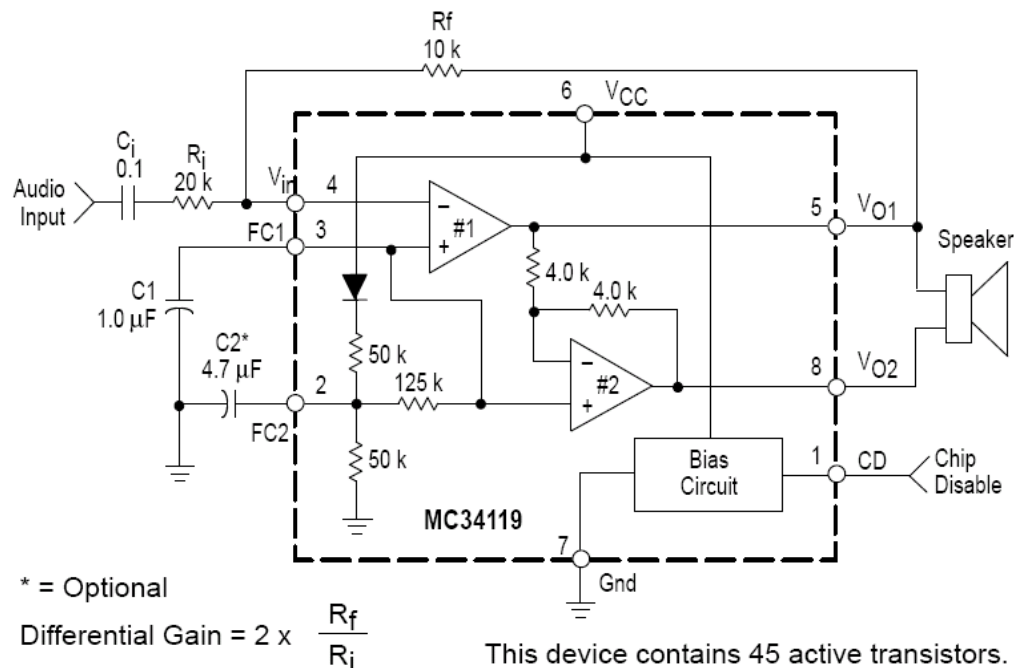 Rf
10 k
6
VCC
Ci
0.1
Ri
20 k
Audio
Input
Vin
4
−
#1
+
5
VO1
Speaker
FC1
3
4.0 k
4.0 k
C1
1.0 µF
C2*
4.7 µF
50 k
125 k
−
#2
+
8
VO2
2
FC2
50 k
Bias
Circuit
1
CD
Chip
Disable
MC34119
7
Gnd
* = Optional
Differential Gain = 2 x Rf
Ri
This device contains 45 active transistors.